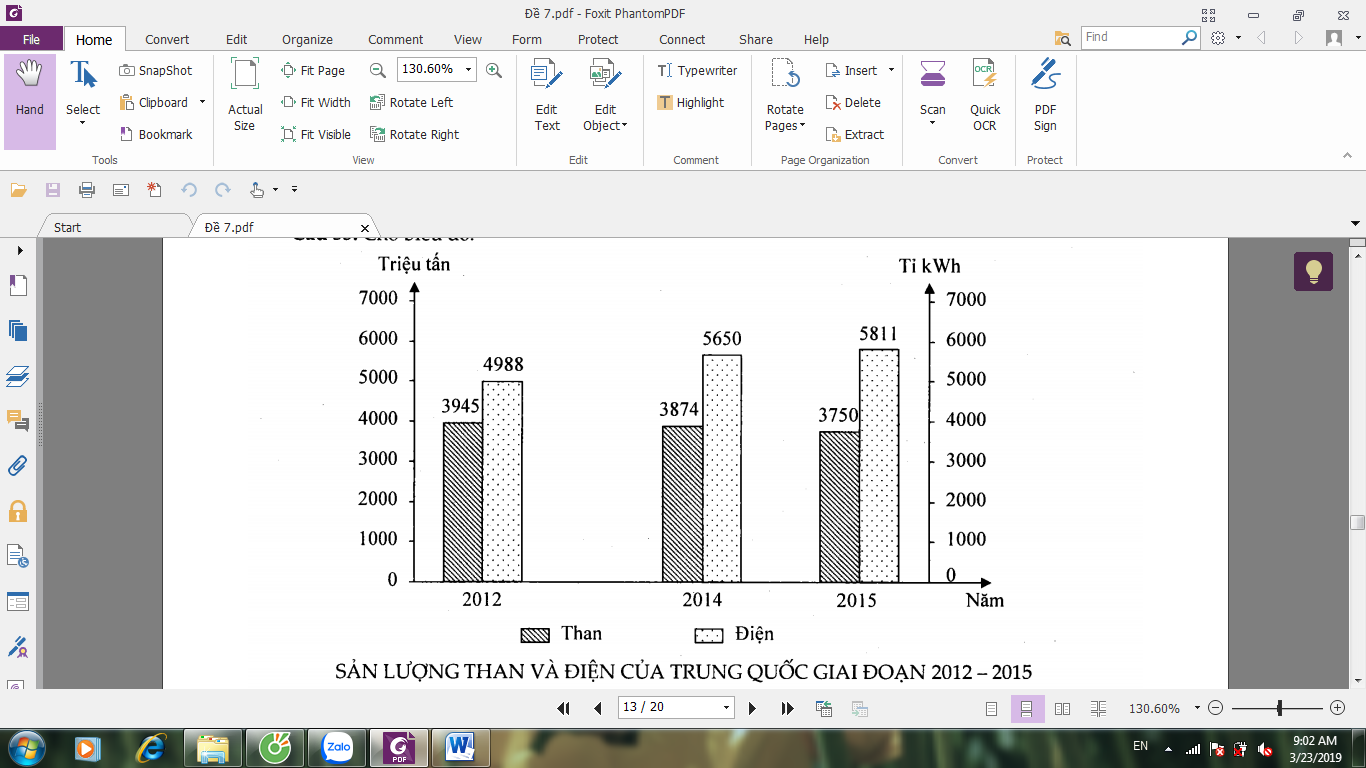 Đề 7.pdf - Foxit PhantomPDF
File Home Convert Edit Organize Comment View Form Protect Connect Share Help Find
Hand
Select
SnapShot
Clipboard
Bookmark
Tools
Actual Size
Fit Page
Fit Width
Fit Visible
130.60%
Rotate Left
Rotate Right
View
Edit Text
Edit Object
Edit
Typewriter
Highlight
Comment
Rotate Pages
Insert
Delete
Extract
Page Organization
Scan
Quick OCR
Convert
PDF Sign
Protect
Start Đề 7.pdf
Triệu tấn Tỉ kWh
7000 7000
6000 6000
5000 5000
4000 4000
3000 3000
2000 2000
1000 1000
0 0
3945 4988
3874 5650
3750 5811
2012 2014 2015 Năm
Than Điện
SẢN LƯỢNG THAN VÀ ĐIỆN CỦA TRUNG QUỐC GIAI ĐOẠN 2012 – 2015
13 / 20 130.60%
Zalo PDF EN 9:02 AM
3/23/2019